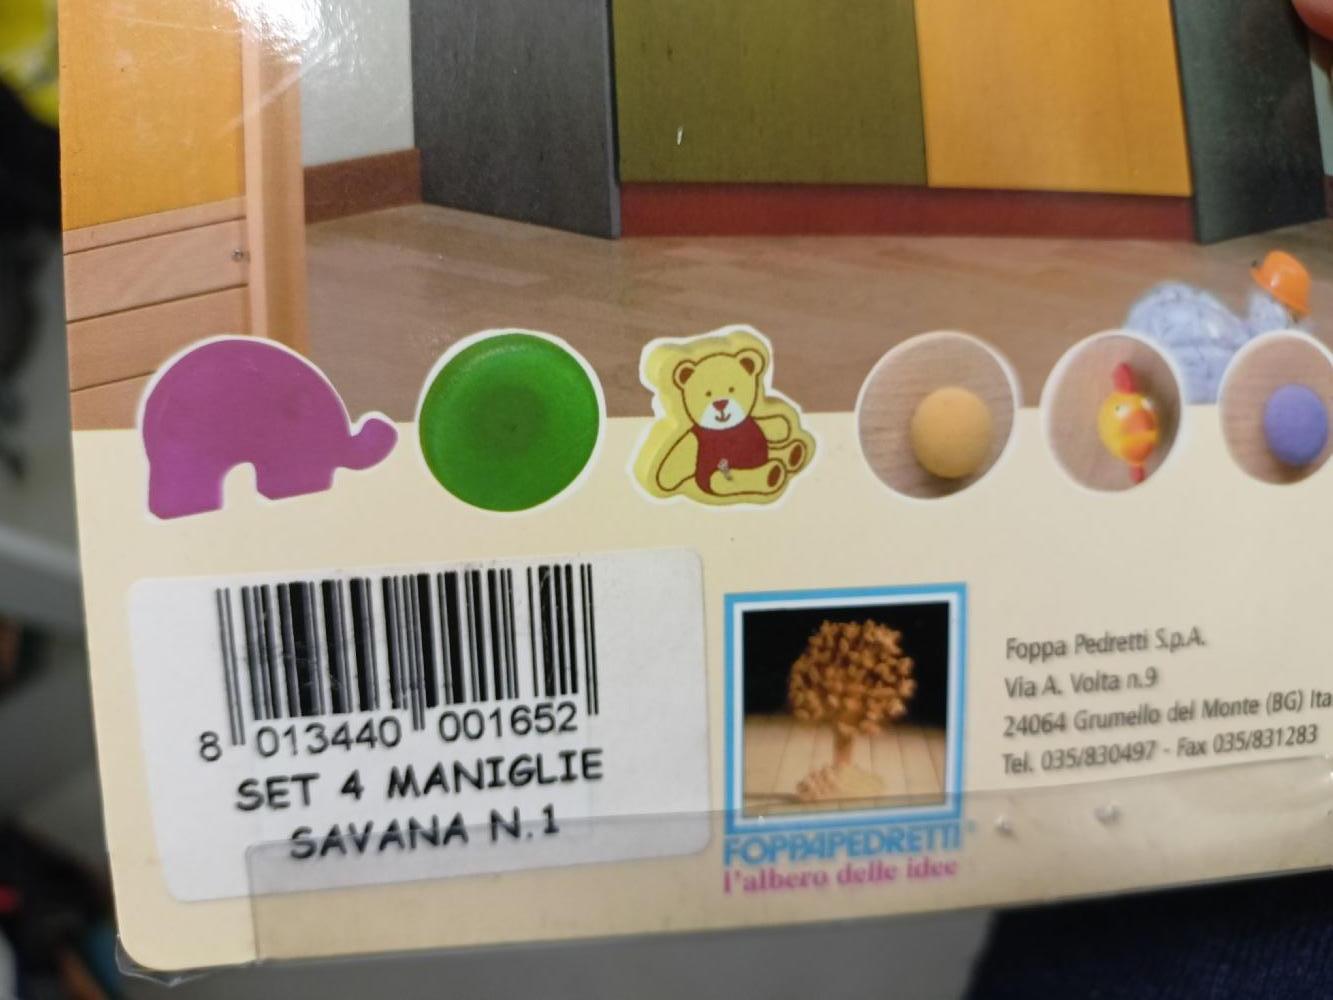 8 013440 001652
SET 4 MANIGLIE
SAVANA N.1
FOPPAPEDRETTI®
l'albero delle idee
Foppa Pedretti S.p.A.
Via A. Volta n.9
24064 Grumello del Monte (BG) Ita
Tel. 035/830497 - Fax 035/831283